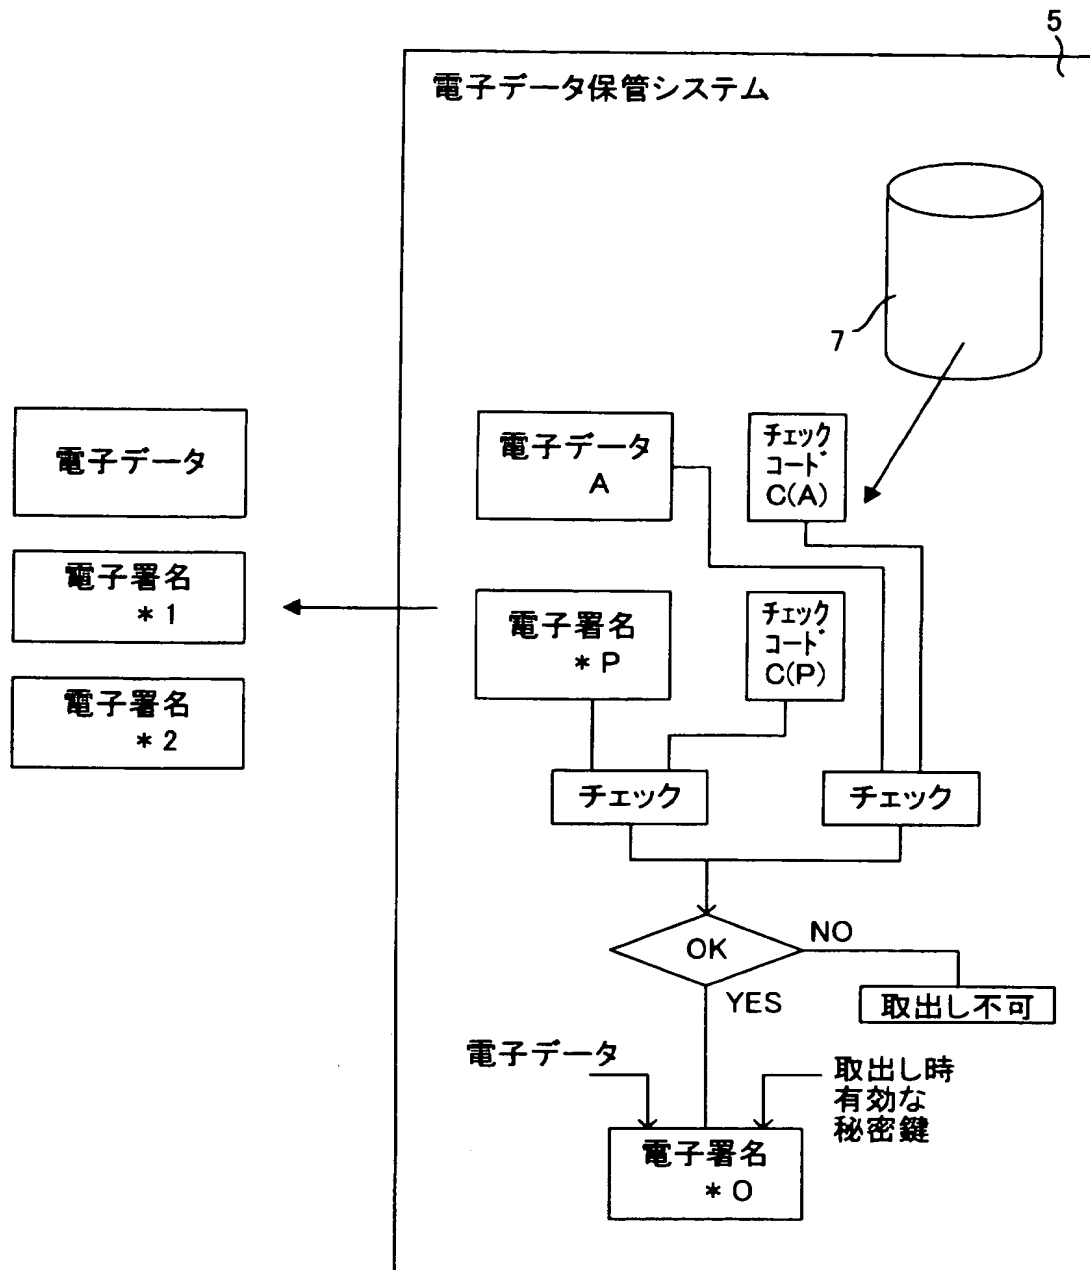 5
電子データ保管システム
7
電子データ
電子署名
*1
電子署名
*2
電子データ
A
チェック
コード
C(A)
電子署名
*P
チェック
コード
C(P)
チェック
チェック
OK
NO
YES
取出し不可
電子データ
取出し時
有効な
秘密鍵
電子署名
*O